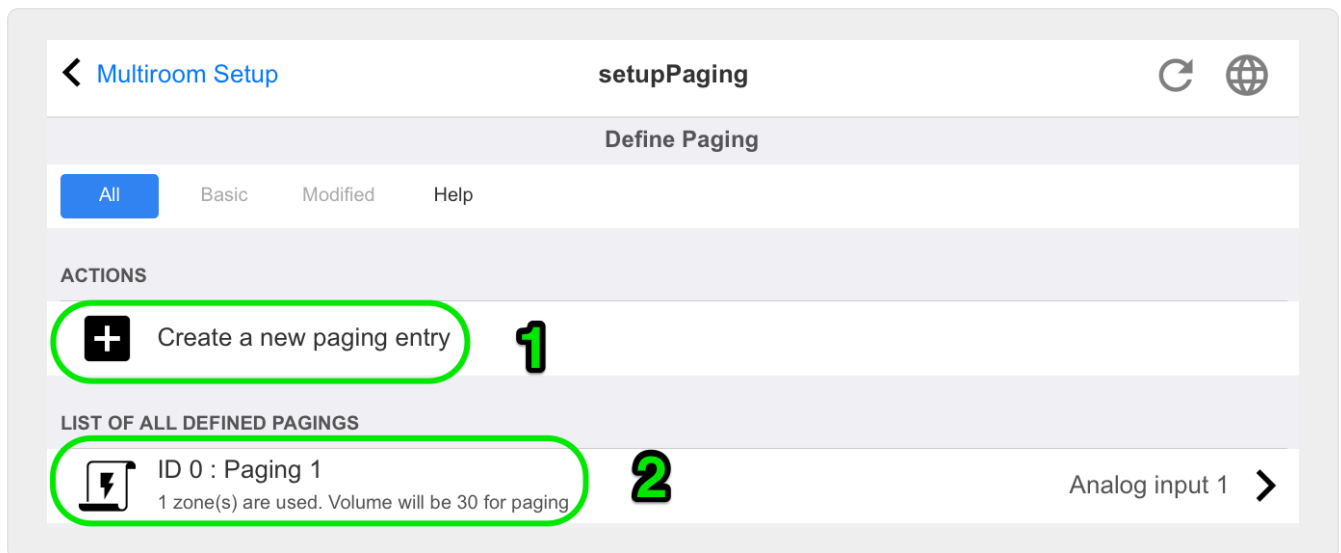 Multiroom Setup
setupPaging
Define Paging
All
Basic
Modified
Help
ACTIONS
Create a new paging entry
1
LIST OF ALL DEFINED PAGINGS
ID 0 : Paging 1
1 zone(s) are used. Volume will be 30 for paging
2
Analog input 1